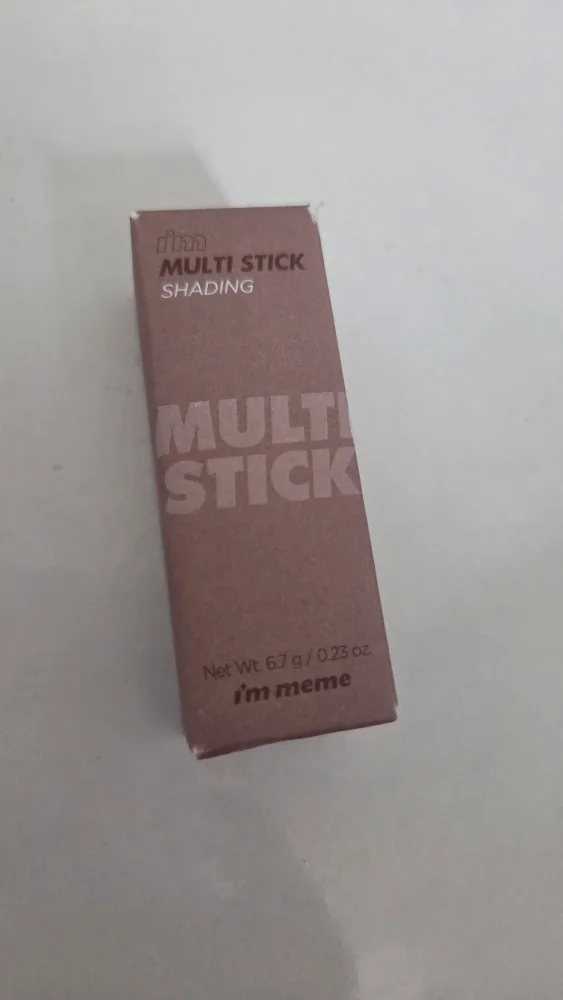 i'm
MULTI STICK
SHADING
MULTI
STICK
Net Wt. 6.7 g / 0.23 oz.
i'm meme